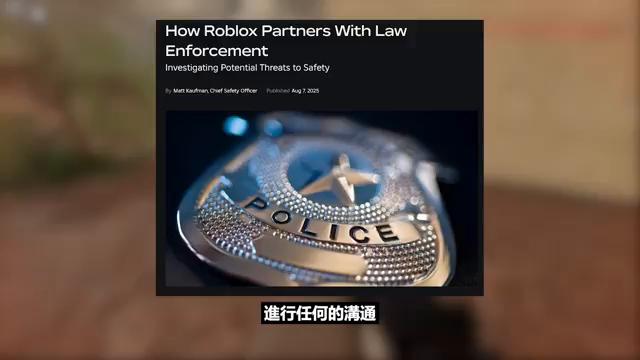 How Roblox Partners With Law
Enforcement
Investigating Potential Threats to Safety
By Matt Kaufman, Chief Safety Officer Published Aug 7, 2025
POLICE
進行任何的溝通